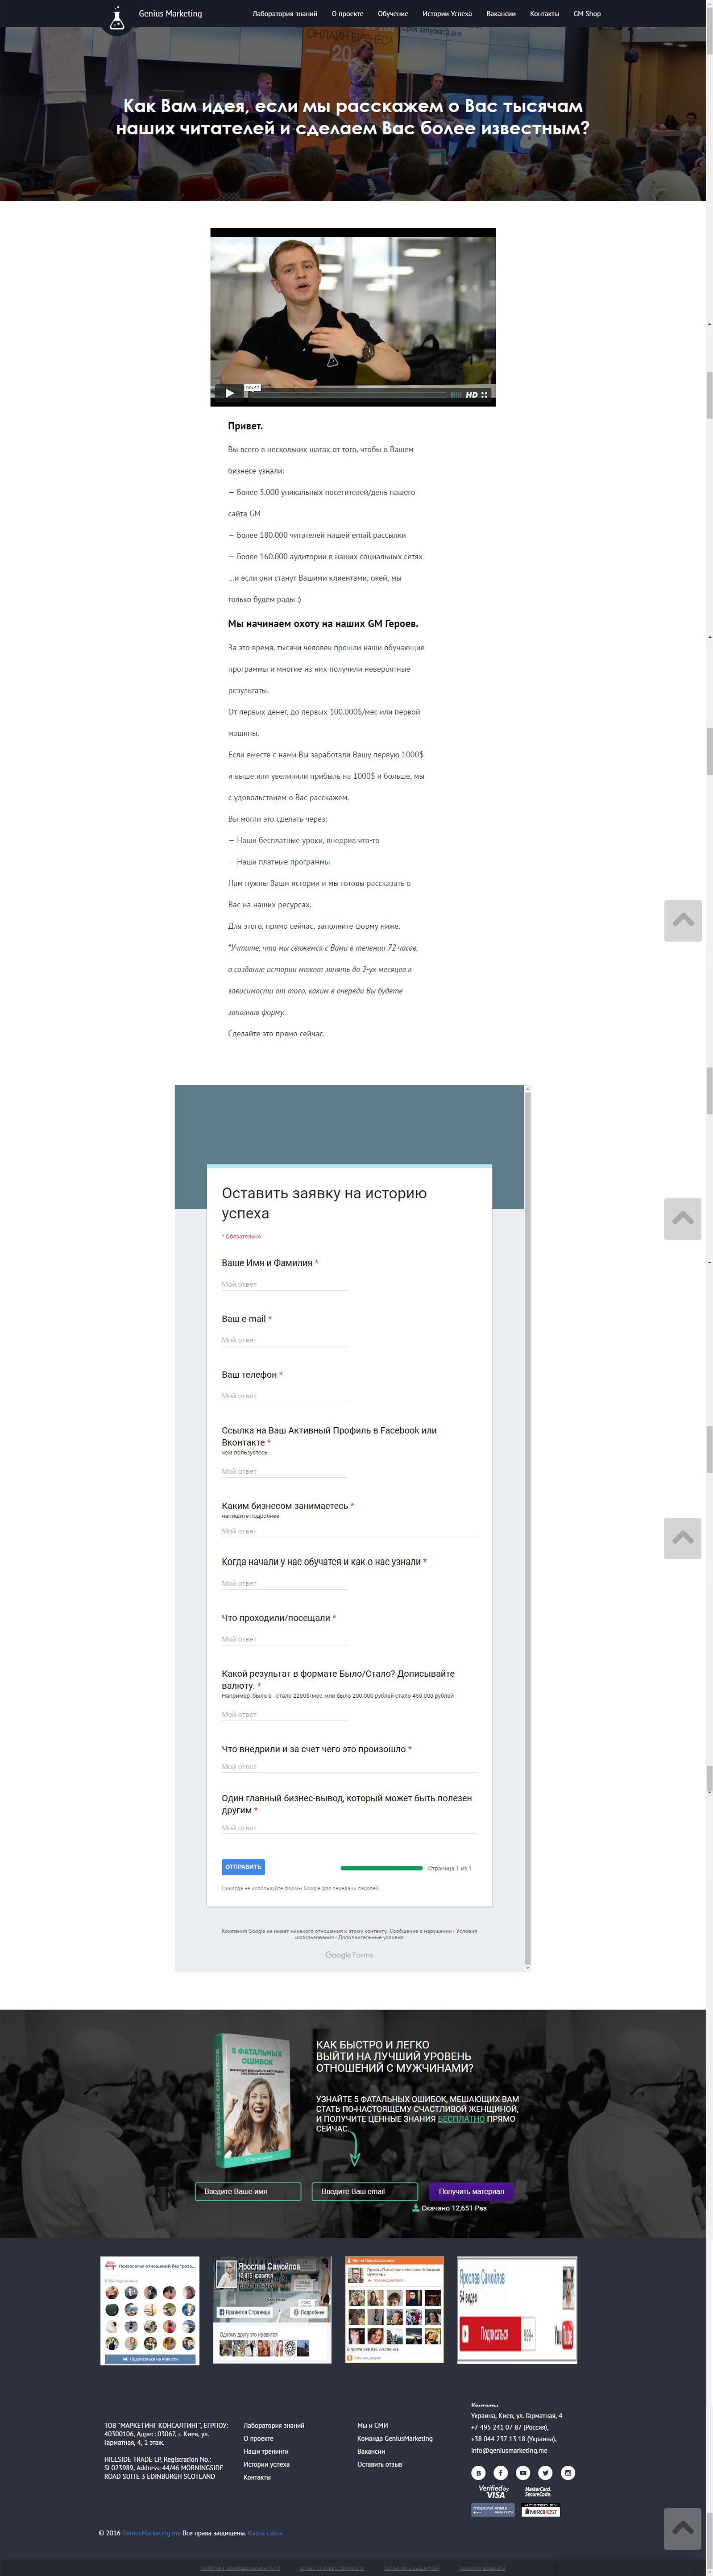 Genius Marketing
Лаборатория знаний О проекте Обучение Истории Успеха Вакансии Контакты GM Shop
ОНЛАЙН БИЗНЕСА
Как Вам идея, если мы расскажем о Вас тысячам
наших читателей и сделаем Вас более известным?
00:42
HD
Привет.
Вы всего в нескольких шагах от того, чтобы о Вашем
бизнесе узнали:
— Более 5.000 уникальных посетителей/день нашего
сайта GM
— Более 180.000 читателей нашей email рассылки
— Более 160.000 аудитории в наших социальных сетях
...и если они станут Вашими клиентами, окей, мы
только будем рады :)
Мы начинаем охоту на наших GM Героев.
За это время, тысячи человек прошли наши обучающие
программы и многие из них получили невероятные
результаты.
От первых денег, до первых 100.000$/мес или первой
машины.
Если вместе с нами Вы заработали Вашу первую 1000$
и выше или увеличили прибыль на 1000$ и больше, мы
с удовольствием о Вас расскажем.
Вы могли это сделать через:
— Наши бесплатные уроки, внедрив что-то
— Наши платные программы
Нам нужны Ваши истории и мы готовы рассказать о
Вас на наших ресурсах.
Для этого, прямо сейчас, заполните форму ниже.
*Учтите, что мы свяжемся с Вами в течении 72 часов,
а создание истории может занять до 2-ух месяцев в
зависимости от того, каким в очереди Вы будете
заполнив форму.
Сделайте это прямо сейчас.
Оставить заявку на историю
успеха
* Обязательно
Ваше Имя и Фамилия *
Мой ответ
Ваш e-mail *
Мой ответ
Ваш телефон *
Мой ответ
Ссылка на Ваш Активный Профиль в Facebook или
Вконтакте *
чем пользуетесь
Мой ответ
Каким бизнесом занимаетесь *
напишите подробнее
Мой ответ
Когда начали у нас обучатся и как о нас узнали *
Мой ответ
Что проходили/посещали *
Мой ответ
Какой результат в формате Было/Стало? Дописывайте
валюту. *
Например: было 0 - стало 2200$/мес. или было 200.000 рублей стало 450,000 рублей
Мой ответ
Что внедрили и за счет чего это произошло *
Мой ответ
Один главный бизнес-вывод, который может быть полезен
другим *
Мой ответ
ОТПРАВИТЬ
Страница 1 из 1
Никогда не используйте формы Google для передачи паролей.
Компания Google не имеет никакого отношения к этому контенту. Сообщение о нарушении - Условия
использования - Дополнительные условия
Google Forms
5 ФАТАЛЬНЫХ
ОШИБОК
КАК БЫСТРО И ЛЕГКО
ВЫЙТИ НА ЛУЧШИЙ УРОВЕНЬ
ОТНОШЕНИЙ С МУЖЧИНАМИ?
УЗНАЙТЕ 5 ФАТАЛЬНЫХ ОШИБОК, МЕШАЮЩИХ ВАМ
СТАТЬ ПО-НАСТОЯЩЕМУ СЧАСТЛИВОЙ ЖЕНЩИНОЙ,
И ПОЛУЧИТЕ ЦЕННЫЕ ЗНАНИЯ БЕСПЛАТНО ПРЯМО
СЕЙЧАС.
Введите Ваше имя
Введите Ваш email
Получить материал
Скачано 12,651 Раз
Психология отношений без "розо...
Подписаться на новости
Ярослав Самойлов
Нравится Страница
Подробнее
Одному другу это нравится
Ярослав Самойлов
54 видео
Подписаться
999+
You Tube
Контакты
Украина, Киев, ул. Гарматная, 4
+7 495 241 07 87 (Россия),
+38 044 237 13 18 (Украина),
info@geniusmarketing.me
ТОВ "МАРКЕТИНГ КОНСАЛТИНГ", ЕГРПОУ:
40300106, Адрес: 03067, г. Киев, ул.
Гарматная, 4, 1 этаж.
HILLSIDE TRADE LP, Registration No.:
SL023989, Address: 44/46 MORNINGSIDE
ROAD SUITE 3 EDINBURGH SCOTLAND
Лаборатория знаний
О проекте
Наши тренинги
Истории успеха
Контакты
Мы и СМИ
Команда GeniusMarketing
Вакансии
Оставить отзыв
Verified by
VISA
MasterCard.
SecureCode.
HOSTED BY
MIROHOST
© 2016 GeniusMarketing.me Все права защищены. Карта сайта
Политика конфиденциальности Отказ от ответственности Согласие с рассылкой Гарантия возврата